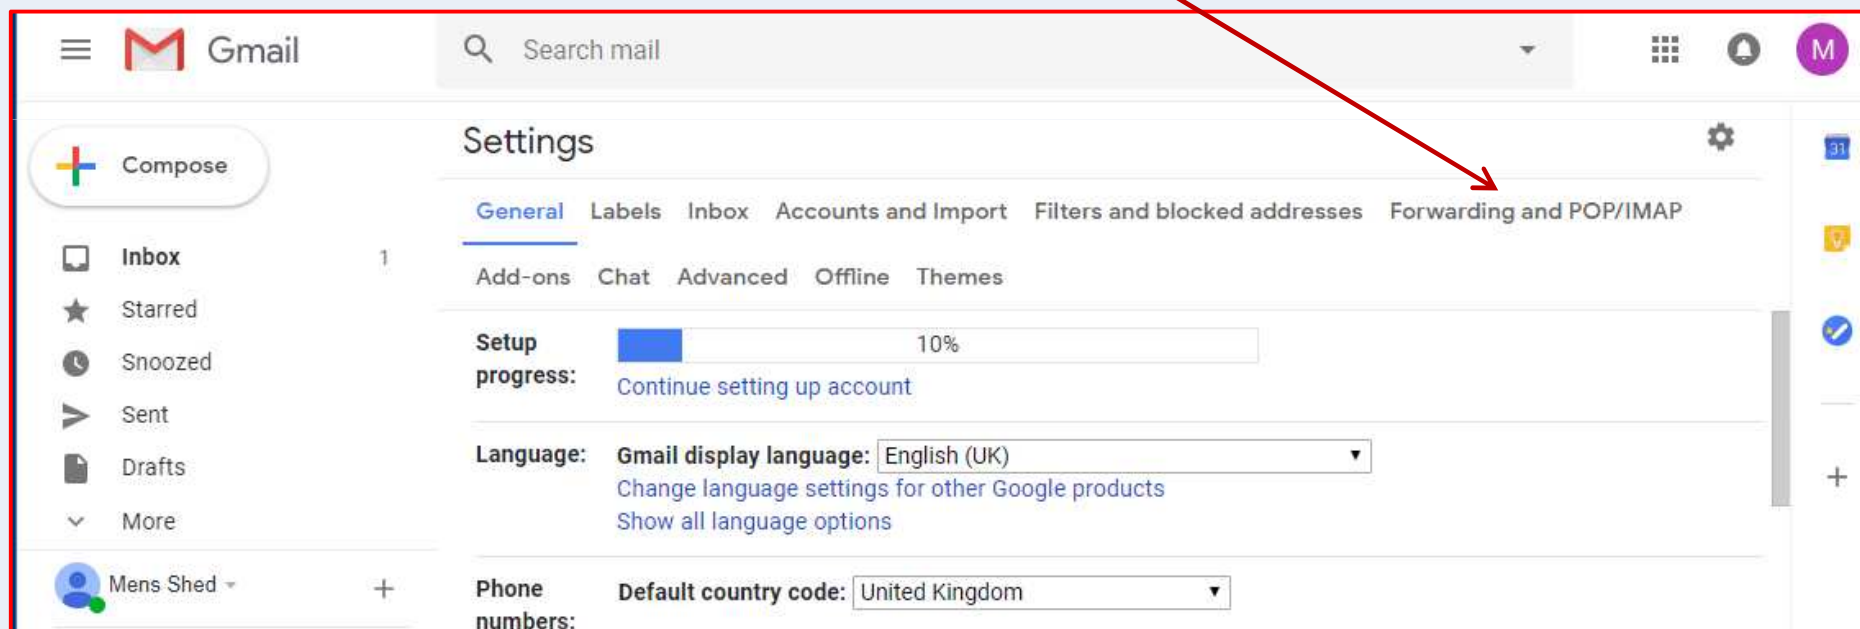 Gmail
Search mail
M
Compose
Inbox 1
Starred
Snoozed
Sent
Drafts
More
Mens Shed
Settings
General Labels Inbox Accounts and Import Filters and blocked addresses Forwarding and POP/IMAP
Add-ons Chat Advanced Offline Themes
Setup progress:
10%
Continue setting up account
Language:
Gmail display language: English (UK)
Change language settings for other Google products
Show all language options
Phone numbers:
Default country code: United Kingdom
31